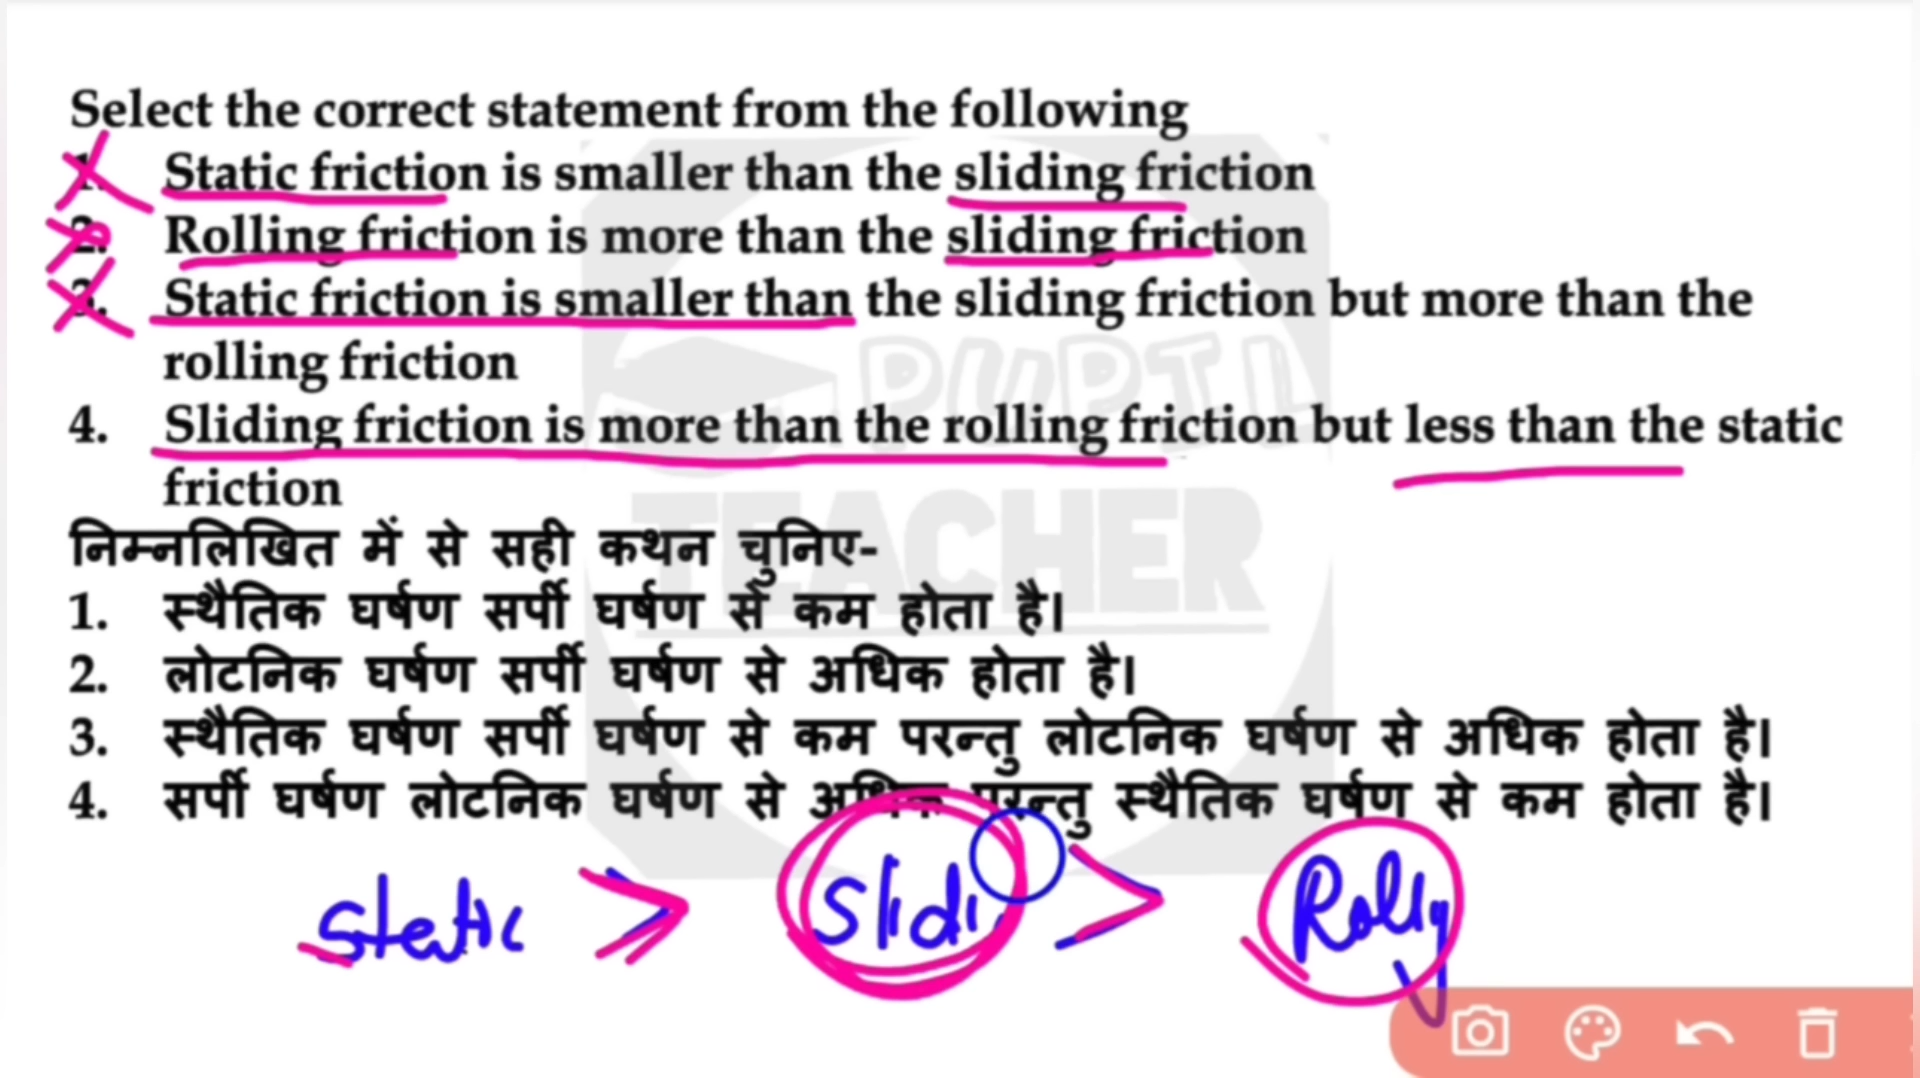 Select the correct statement from the following
1. Static friction is smaller than the sliding friction
2. Rolling friction is more than the sliding friction
3. Static friction is smaller than the sliding friction but more than the
rolling friction
4. Sliding friction is more than the rolling friction but less than the static
friction
निम्नलिखित में से सही कथन चुनिए-
1. स्थैतिक घर्षण सर्पी घर्षण से कम होता है।
2. लोटनिक घर्षण सर्पी घर्षण से अधिक होता है।
3. स्थैतिक घर्षण सर्पी घर्षण से कम परन्तु लोटनिक घर्षण से अधिक होता है।
4. सर्पी घर्षण लोटनिक घर्षण से अधिक परन्तु स्थैतिक घर्षण से कम होता है।
PUPIL
TEACHER
Static > Slidi >